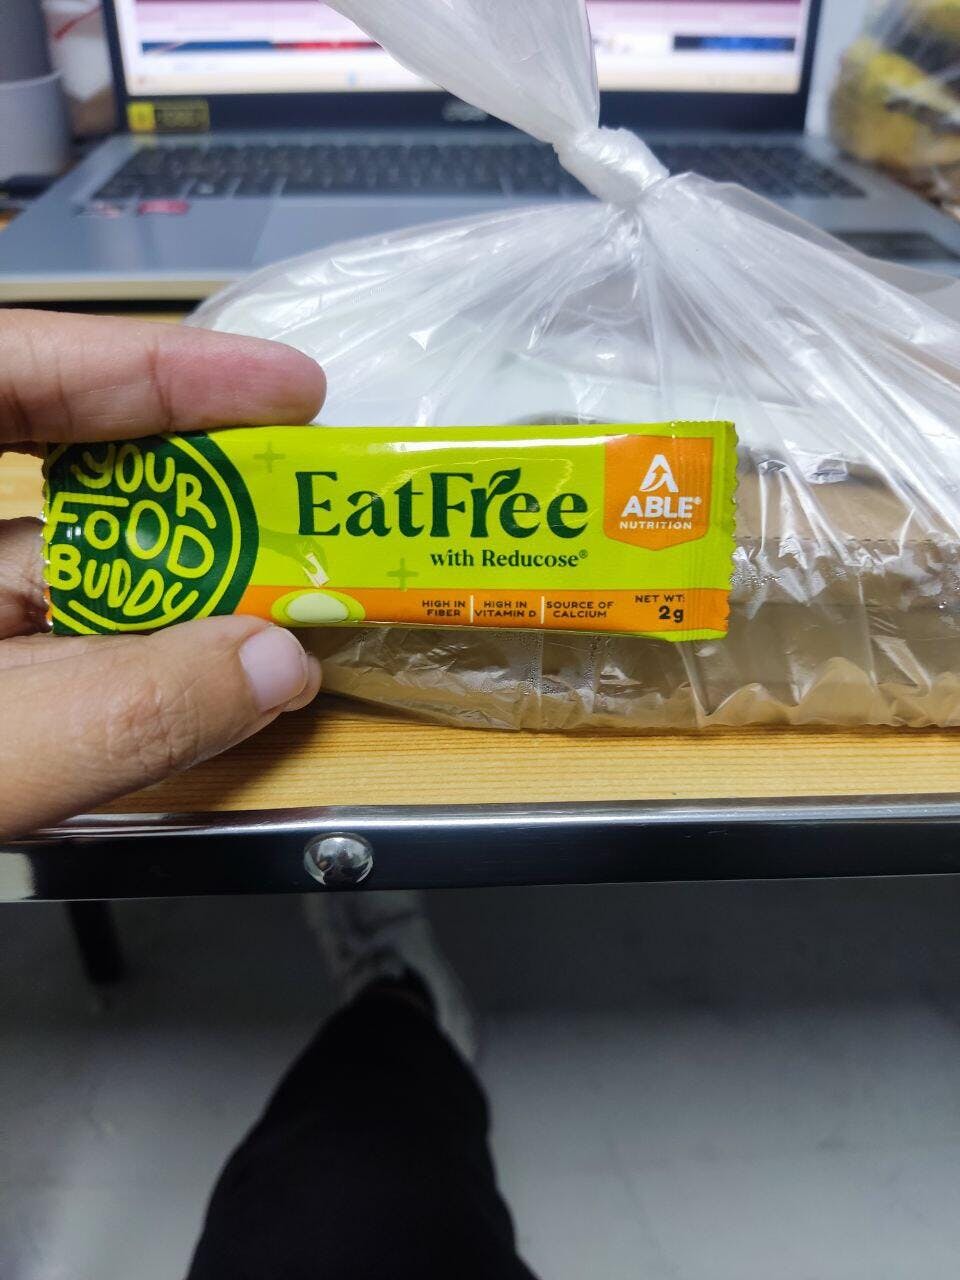 YOUR
FOOD
BUDDY
EatFree
with Reducose®
ABLE®
NUTRITION
HIGH IN
FIBER
HIGH IN
VITAMIN D
SOURCE OF
CALCIUM
NET WT:
2g